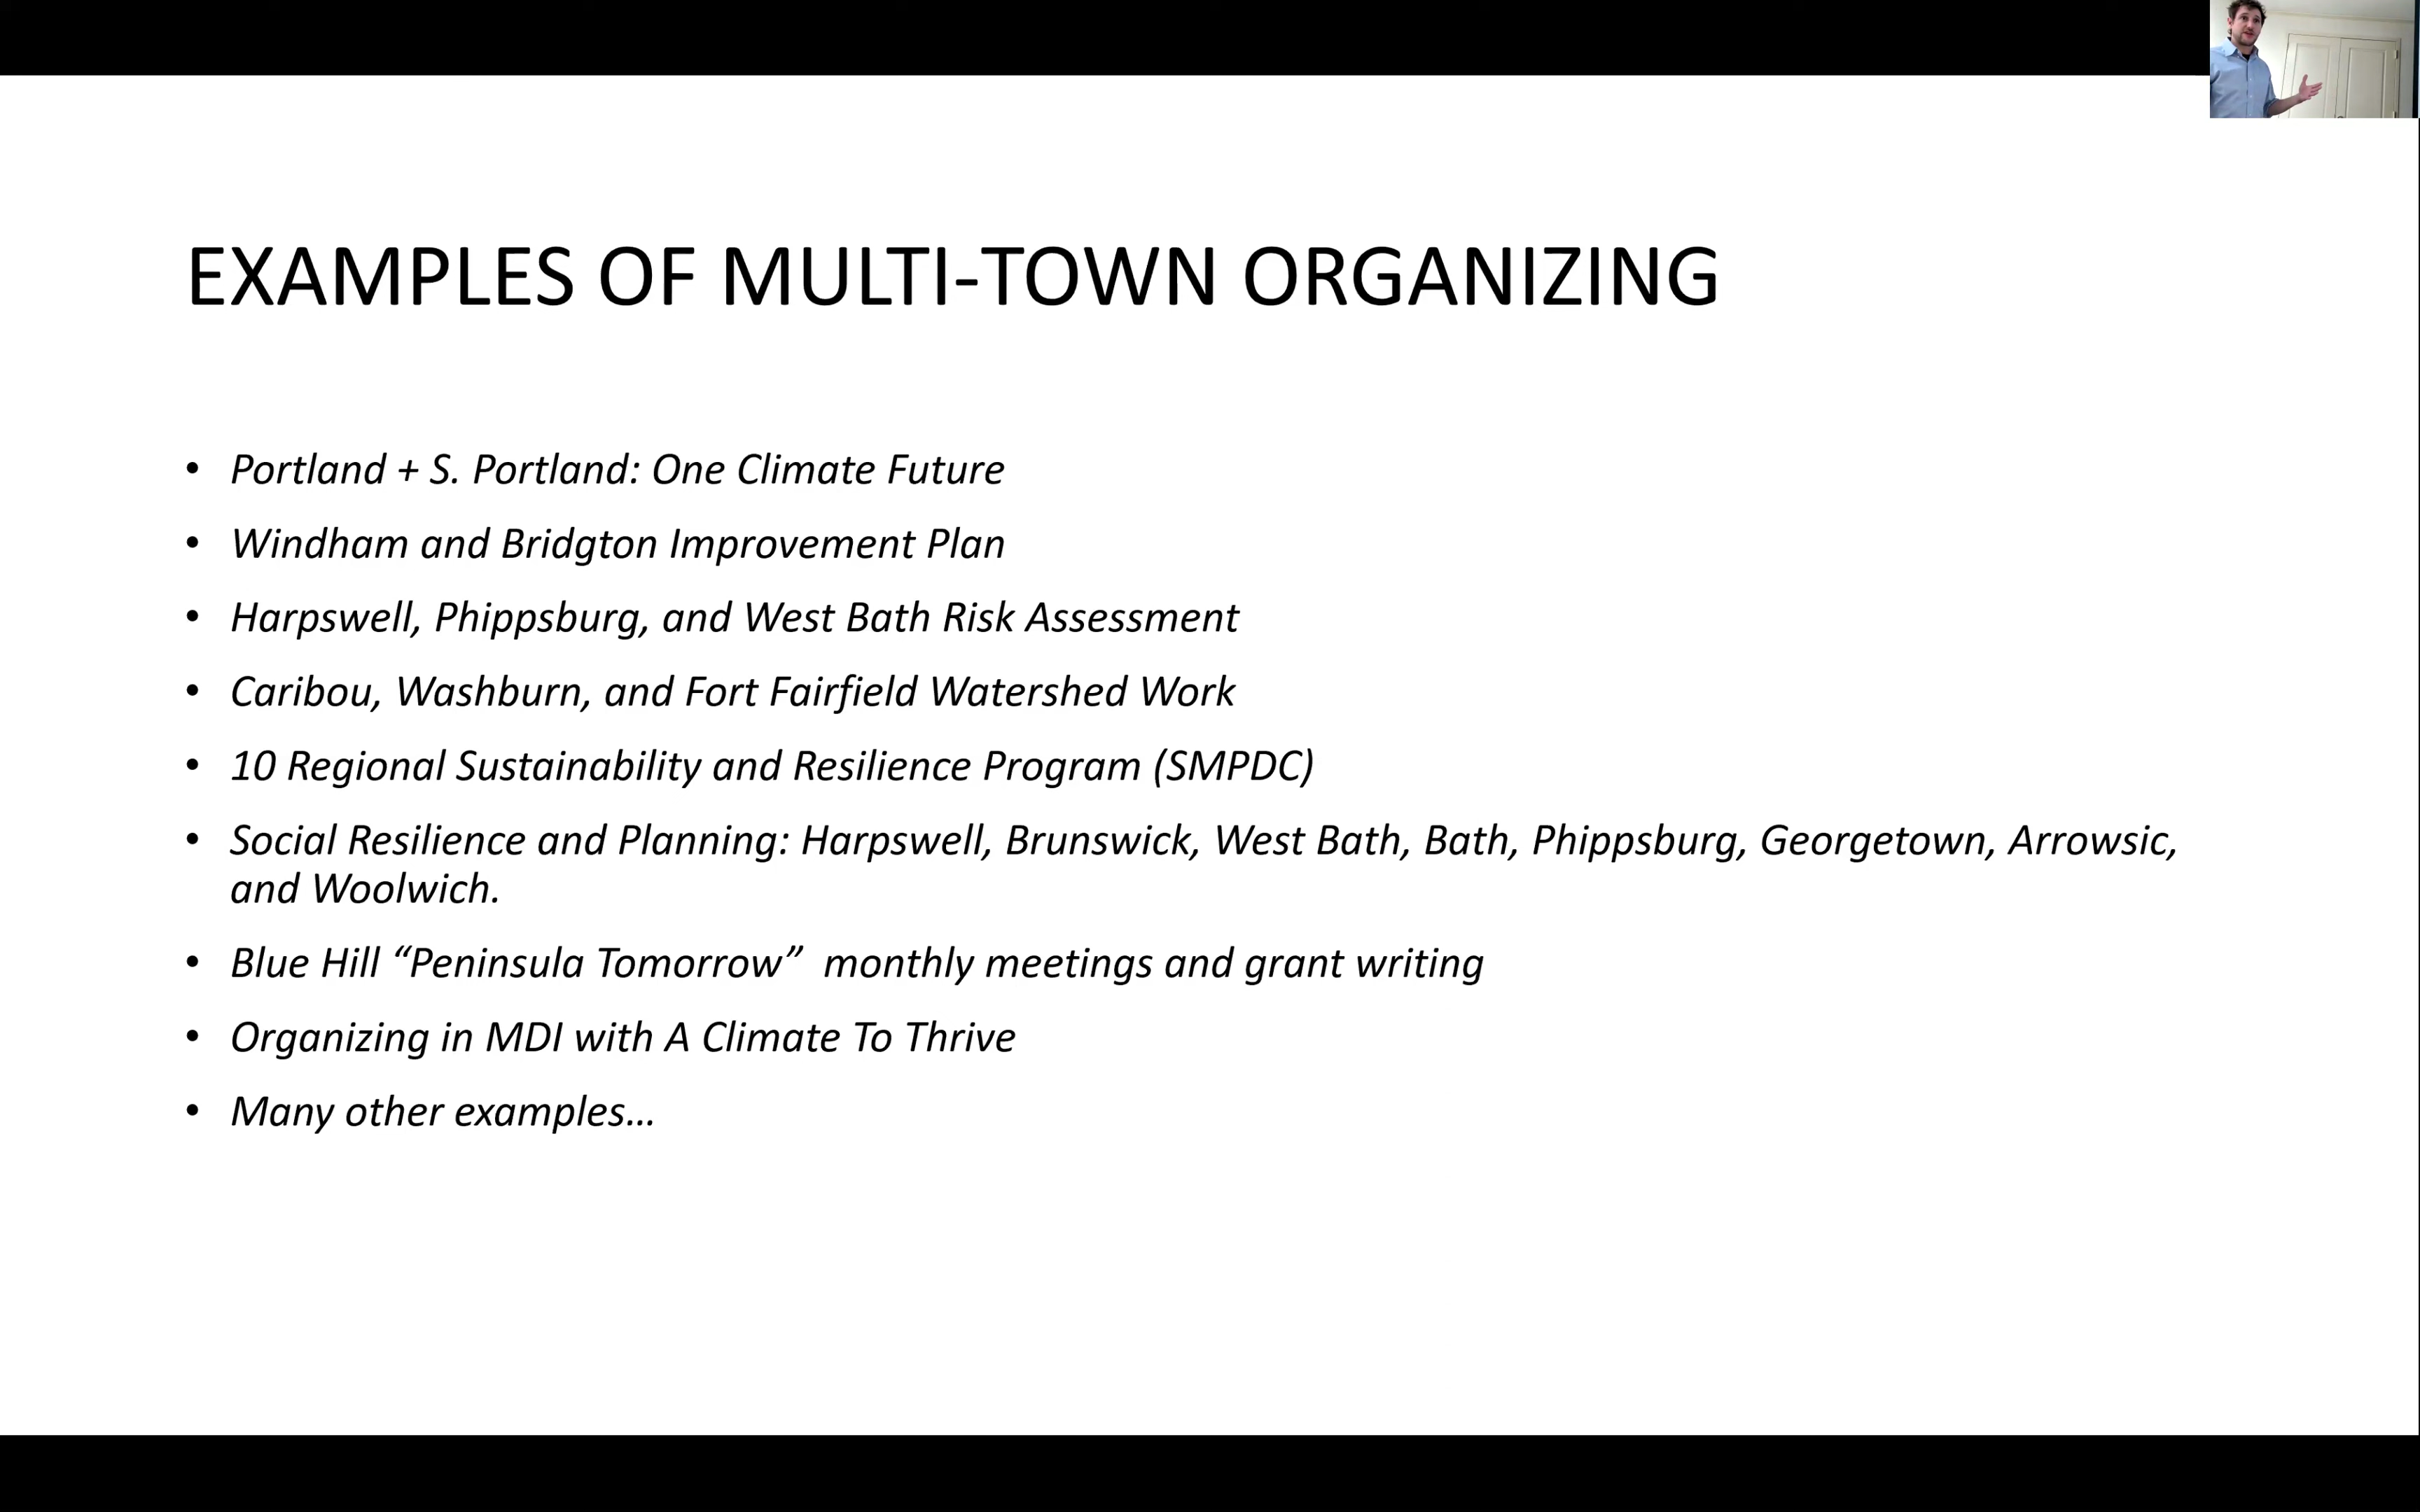 EXAMPLES OF MULTI-TOWN ORGANIZING
• Portland + S. Portland: One Climate Future
• Windham and Bridgton Improvement Plan
• Harpswell, Phippsburg, and West Bath Risk Assessment
• Caribou, Washburn, and Fort Fairfield Watershed Work
• 10 Regional Sustainability and Resilience Program (SMPDC)
• Social Resilience and Planning: Harpswell, Brunswick, West Bath, Bath, Phippsburg, Georgetown, Arrowsic,
and Woolwich.
• Blue Hill “Peninsula Tomorrow”  monthly meetings and grant writing
• Organizing in MDI with A Climate To Thrive
• Many other examples…